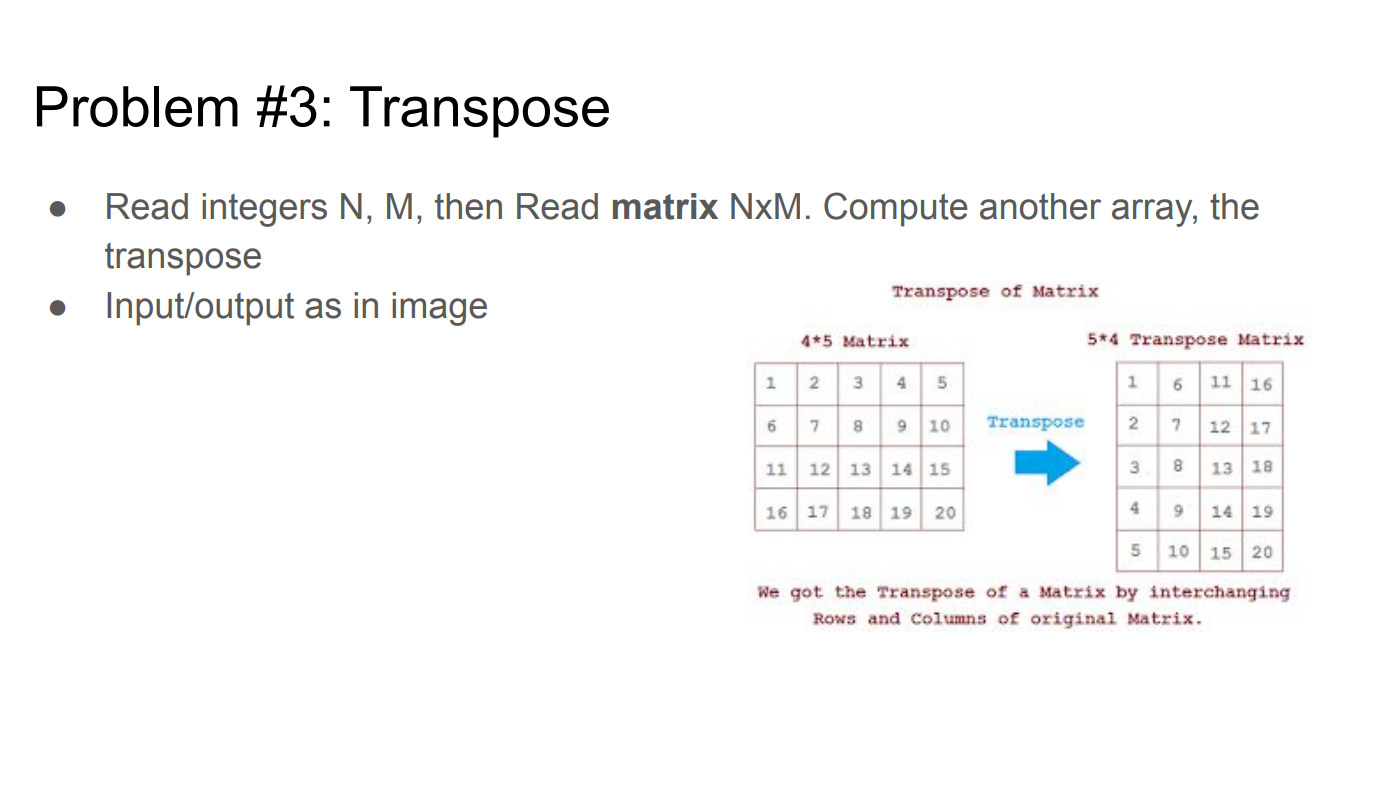 Problem #3: Transpose
● Read integers N, M, then Read matrix NxM. Compute another array, the
transpose
● Input/output as in image
Transpose of Matrix
4*5 Matrix
1 2 3 4 5
6 7 8 9 10
11 12 13 14 15
16 17 18 19 20
Transpose
5*4 Transpose Matrix
1 6 11 16
2 7 12 17
3 8 13 18
4 9 14 19
5 10 15 20
We got the Transpose of a Matrix by interchanging
Rows and Columns of original Matrix.